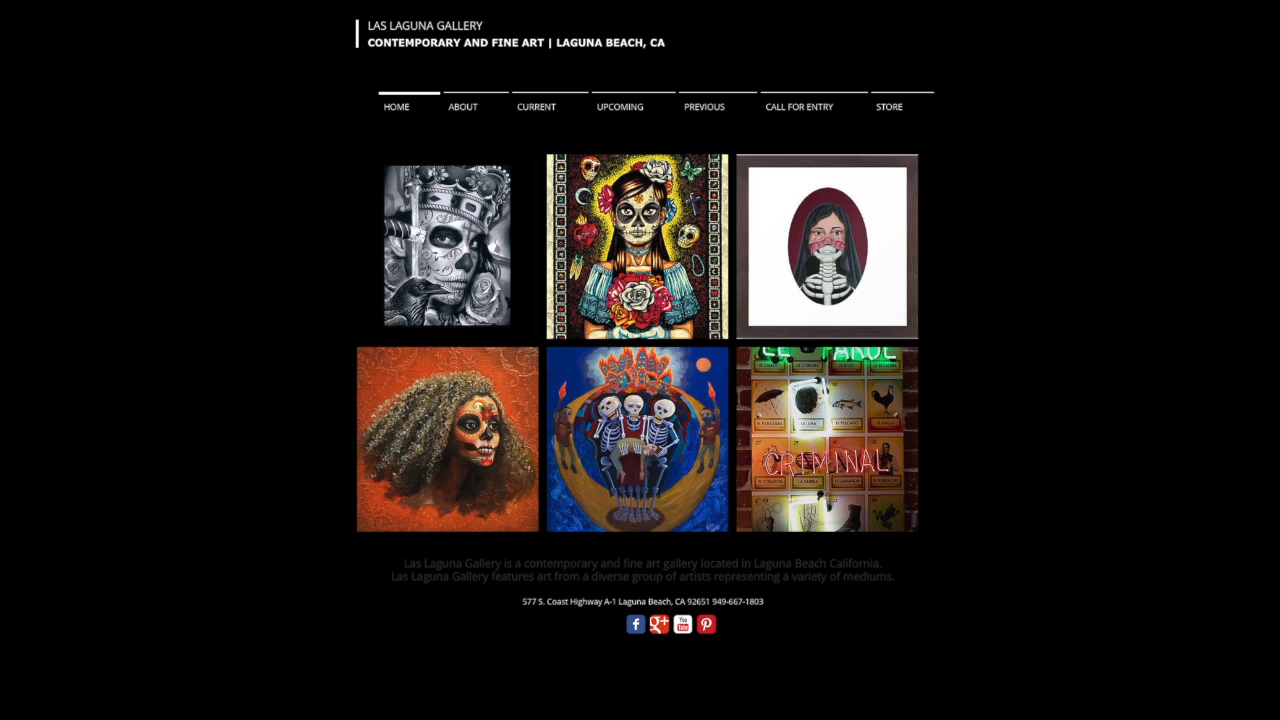 LAS LAGUNA GALLERY
CONTEMPORARY AND FINE ART | LAGUNA BEACH, CA
HOME ABOUT CURRENT UPCOMING PREVIOUS CALL FOR ENTRY STORE
CRIMINAL
Las Laguna Gallery is a contemporary and fine art gallery located in Laguna Beach California.
Las Laguna Gallery features art from a diverse group of artists representing a variety of mediums.
577 S. Coast Highway A-1 Laguna Beach, CA 92651 949-667-1803
You
Tube